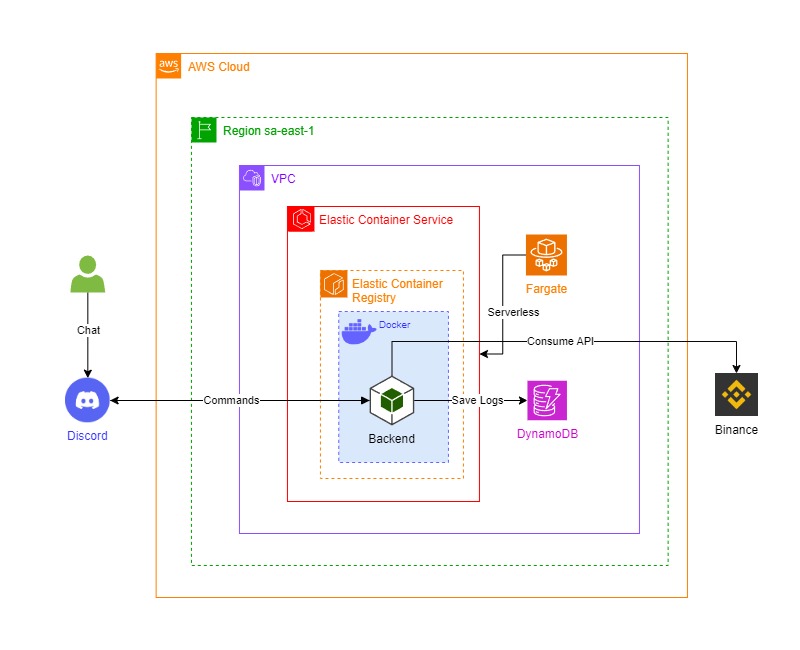 aws
AWS Cloud
Region sa-east-1
VPC
Elastic Container Service
Elastic Container
Registry
Fargate
Serverless
Docker
Chat
Consume API
Commands
Save Logs
Discord
Backend
DynamoDB
Binance